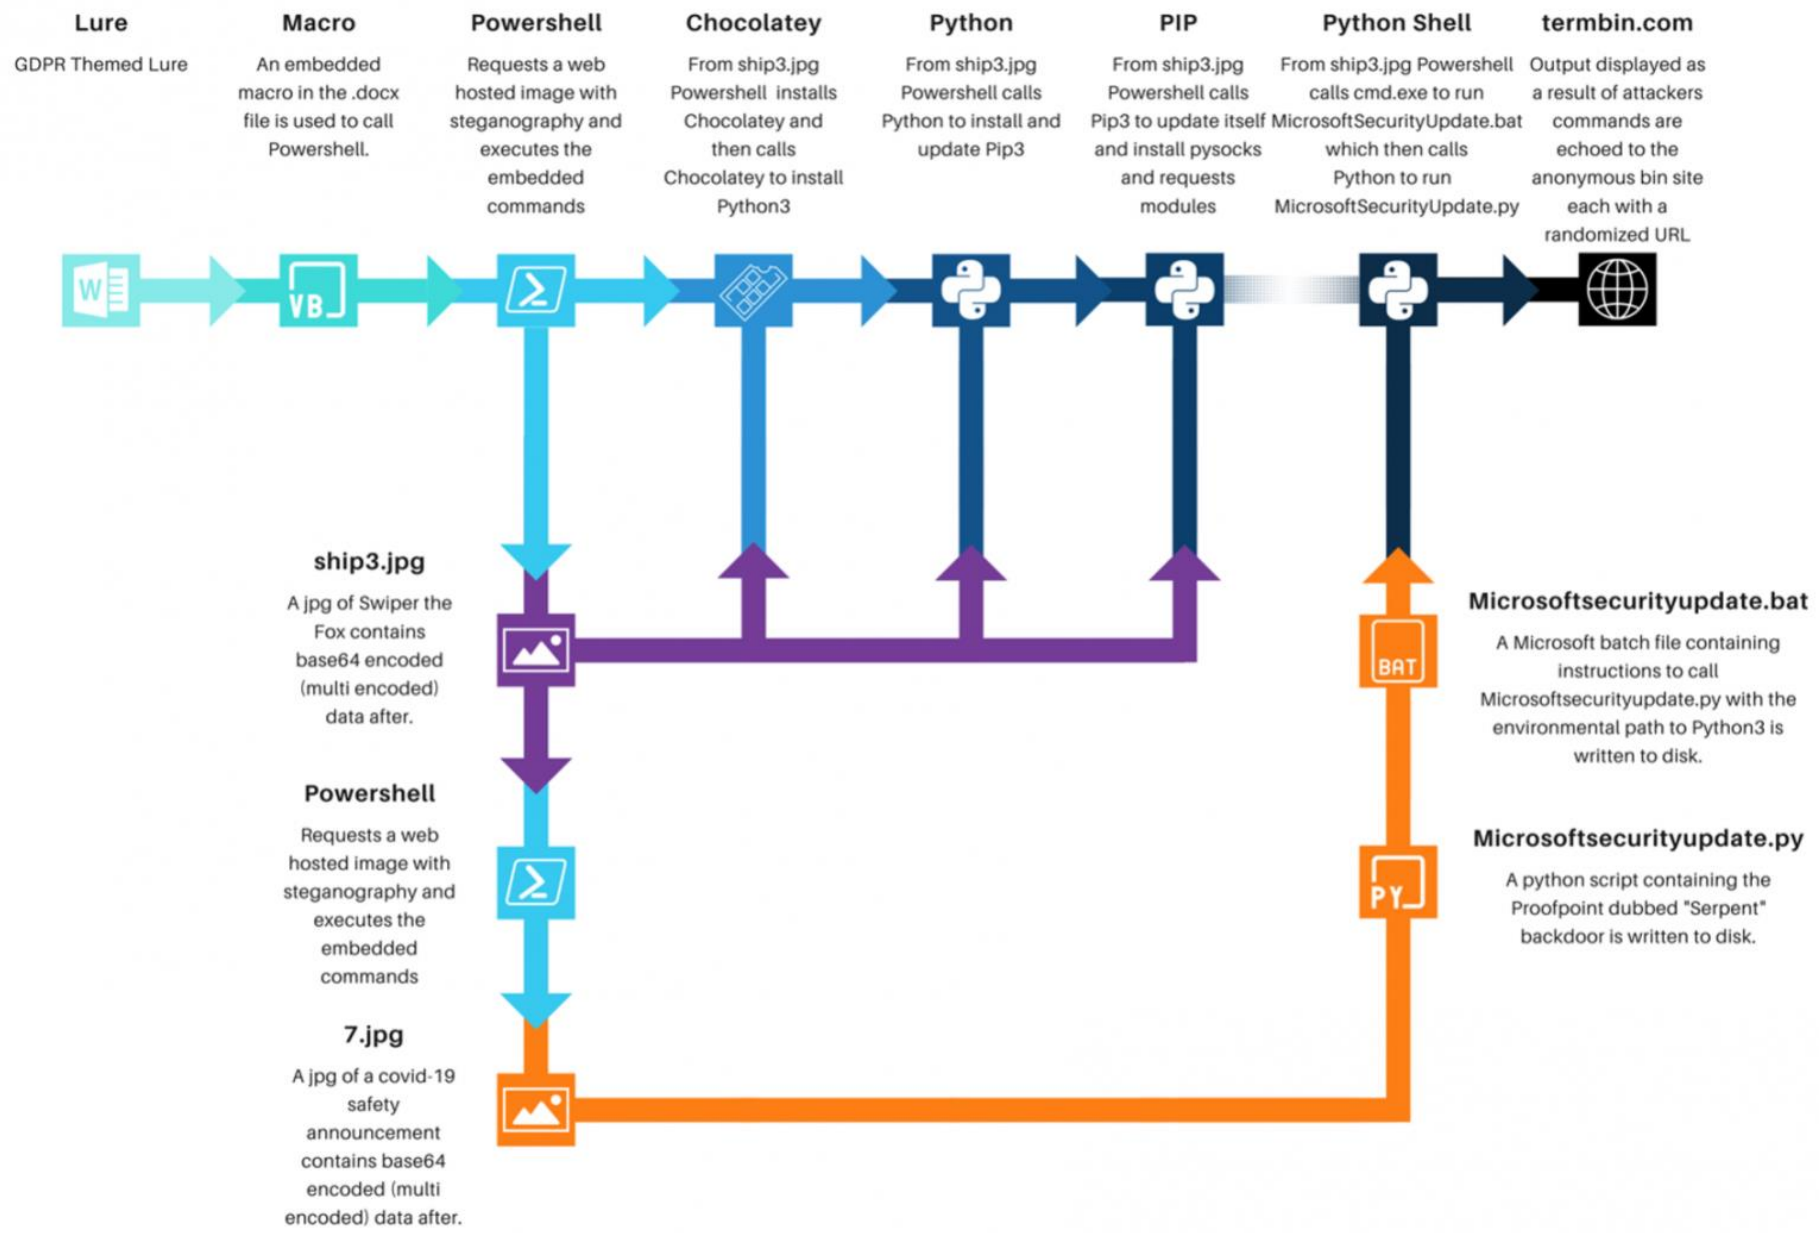 Lure
GDPR Themed Lure
Macro
An embedded
macro in the .docx
file is used to call
Powershell.
Powershell
Requests a web
hosted image with
steganography and
executes the
embedded
commands
Chocolatey
From ship3.jpg
Powershell installs
Chocolatey and
then calls
Chocolatey to install
Python3
Python
From ship3.jpg
Powershell calls
Python to install and
update Pip3
PIP
From ship3.jpg
Powershell calls
Pip3 to update itself
and install pysocks
and requests
modules
Python Shell
From ship3.jpg Powershell
calls cmd.exe to run
MicrosoftSecurityUpdate.bat
which then calls
Python to run
MicrosoftSecurityUpdate.py
termbin.com
Output displayed as
a result of attackers
commands are
echoed to the
anonymous bin site
each with a
randomized URL
W
VB
ship3.jpg
A jpg of Swiper the
Fox contains
base64 encoded
(multi encoded)
data after.
BAT
Microsoftsecurityupdate.bat
A Microsoft batch file containing
instructions to call
Microsoftsecurityupdate.py with the
environmental path to Python3 is
written to disk.
Powershell
Requests a web
hosted image with
steganography and
executes the
embedded
commands
PY
Microsoftsecurityupdate.py
A python script containing the
Proofpoint dubbed "Serpent"
backdoor is written to disk.
7.jpg
A jpg of a covid-19
safety
announcement
contains base64
encoded (multi
encoded) data after.